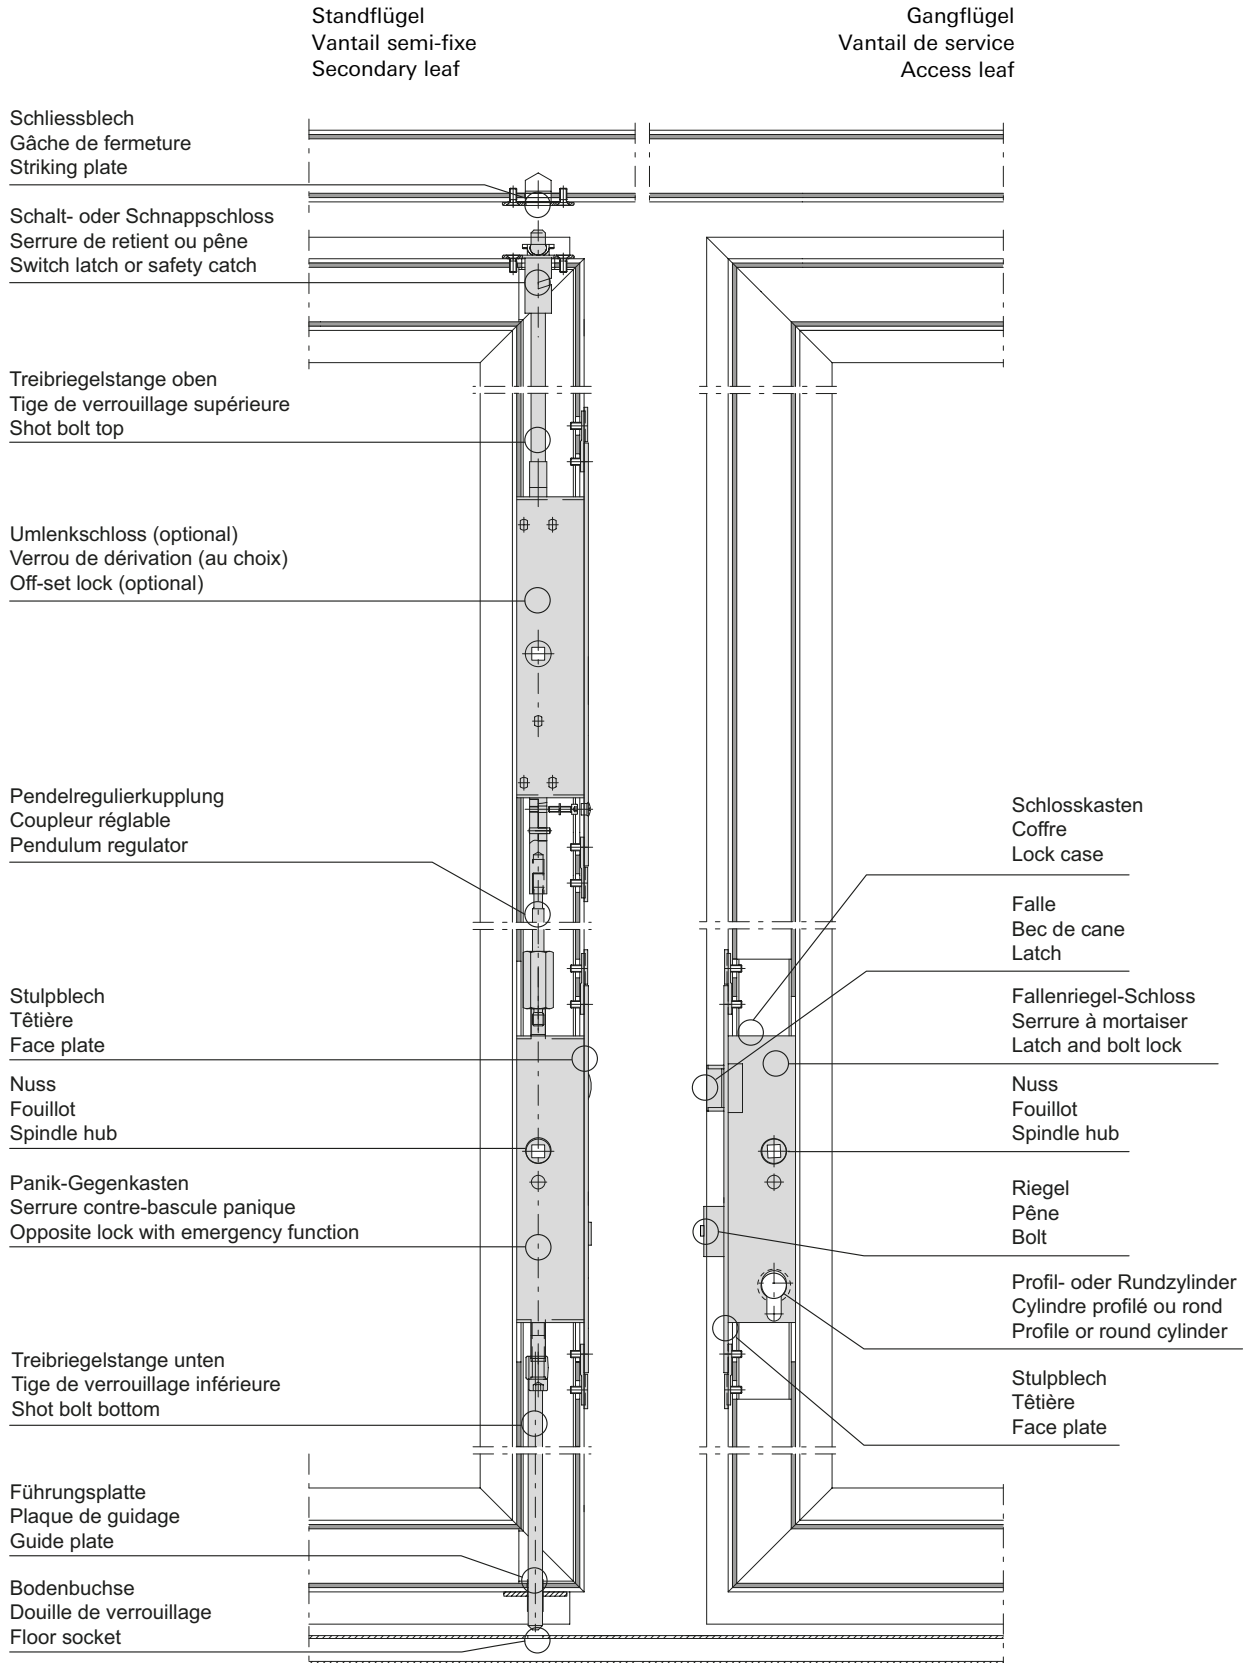 Standflügel
Vantail semi-fixe
Secondary leaf
Gangflügel
Vantail de service
Access leaf
Schliessblech
Gâche de fermeture
Striking plate
Schalt- oder Schnappschloss
Serrure de retient ou pêne
Switch latch or safety catch
Treibriegelstange oben
Tige de verrouillage supérieure
Shot bolt top
Umlenkschloss (optional)
Verrou de dérivation (au choix)
Off-set lock (optional)
Pendelregulierkupplung
Coupleur réglable
Pendulum regulator
Stulpblech
Têtière
Face plate
Nuss
Fouillot
Spindle hub
Panik-Gegenkasten
Serrure contre-bascule panique
Opposite lock with emergency function
Treibriegelstange unten
Tige de verrouillage inférieure
Shot bolt bottom
Führungsplatte
Plaque de guidage
Guide plate
Bodenbuchse
Douille de verrouillage
Floor socket
Schlosskasten
Coffre
Lock case
Falle
Bec de cane
Latch
Fallenriegel-Schloss
Serrure à mortaiser
Latch and bolt lock
Nuss
Fouillot
Spindle hub
Riegel
Pêne
Bolt
Profil- oder Rundzylinder
Cylindre profilé ou rond
Profile or round cylinder
Stulpblech
Têtière
Face plate